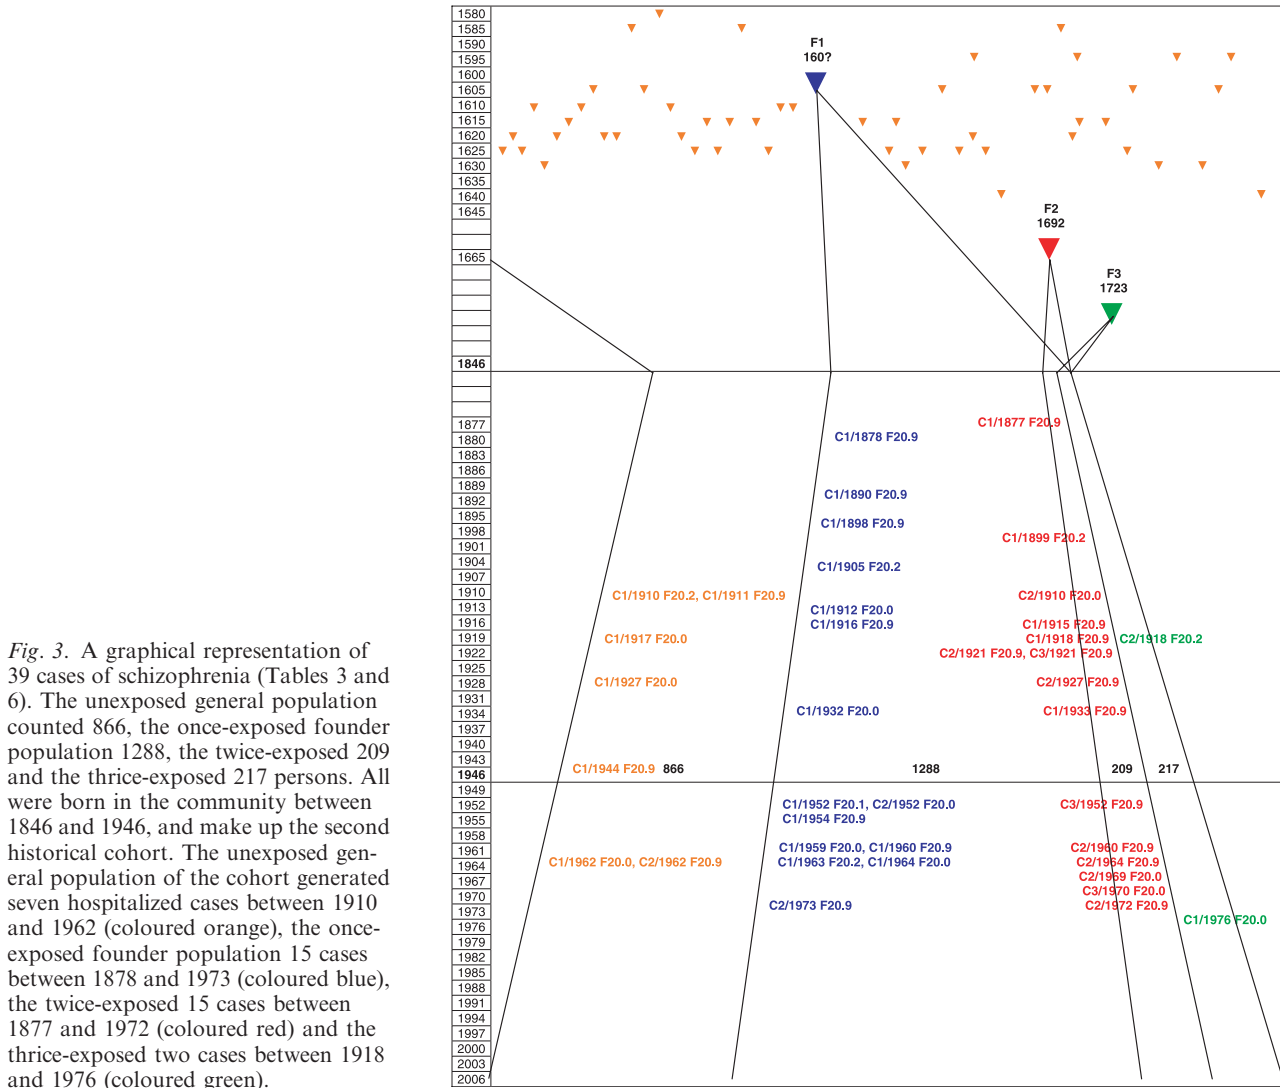 1580
1585
1590
1595
1600
1605
1610
1615
1620
1625
1630
1635
1640
1645
1665
1846
1877
1880
1883
1886
1889
1892
1895
1998
1901
1904
1907
1910
1913
1916
1919
1922
1925
1928
1931
1934
1937
1940
1943
1946
1949
1952
1955
1958
1961
1964
1967
1970
1973
1976
1979
1982
1985
1988
1991
1994
1997
2000
2003
2006
F1
160?
F2
1692
F3
1723
C1/1877 F20.9
C1/1878 F20.9
C1/1890 F20.9
C1/1898 F20.9
C1/1899 F20.2
C1/1905 F20.2
C1/1910 F20.2, C1/1911 F20.9
C2/1910 F20.0
C1/1912 F20.0
C1/1916 F20.9
C1/1915 F20.9
C1/1917 F20.0
C1/1918 F20.9
C2/1918 F20.2
C2/1921 F20.9, C3/1921 F20.9
C1/1927 F20.0
C2/1927 F20.9
C1/1932 F20.0
C1/1933 F20.9
C1/1944 F20.9
866
1288
209
217
C1/1952 F20.1, C2/1952 F20.0
C3/1952 F20.9
C1/1954 F20.9
C1/1959 F20.0, C1/1960 F20.9
C2/1960 F20.9
C1/1962 F20.0, C2/1962 F20.9
C1/1963 F20.2, C1/1964 F20.0
C2/1964 F20.9
C2/1969 F20.0
C3/1970 F20.0
C2/1973 F20.9
C2/1972 F20.9
C1/1976 F20.0
Fig. 3. A graphical representation of
39 cases of schizophrenia (Tables 3 and
6). The unexposed general population
counted 866, the once-exposed founder
population 1288, the twice-exposed 209
and the thrice-exposed 217 persons. All
were born in the community between
1846 and 1946, and make up the second
historical cohort. The unexposed gen-
eral population of the cohort generated
seven hospitalized cases between 1910
and 1962 (coloured orange), the once-
exposed founder population 15 cases
between 1878 and 1973 (coloured blue),
the twice-exposed 15 cases between
1877 and 1972 (coloured red) and the
thrice-exposed two cases between 1918
and 1976 (coloured green).